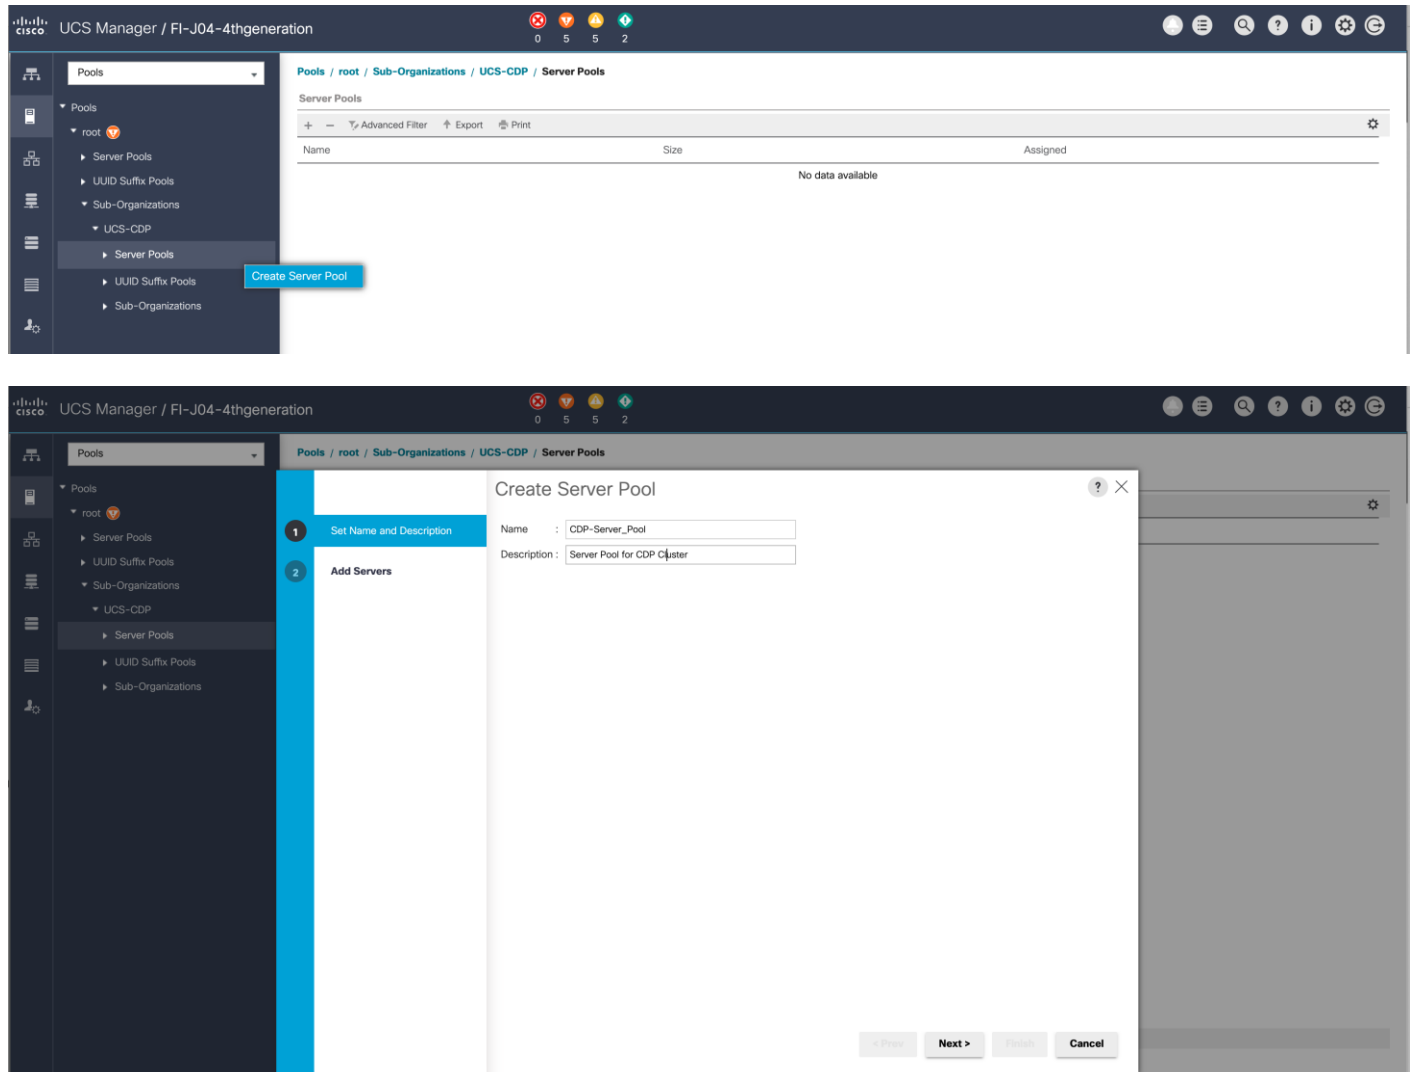 cisco UCS Manager / FI-J04-4thgeneration
0 5 5 2
Pools
Pools / root / Sub-Organizations / UCS-CDP / Server Pools
Pools
root
Server Pools
UUID Suffix Pools
Sub-Organizations
UCS-CDP
Server Pools
UUID Suffix Pools
Sub-Organizations
Create Server Pool
Server Pools
+ − Advanced Filter Export Print
Name Size Assigned
No data available
cisco UCS Manager / FI-J04-4thgeneration
0 5 5 2
Pools
Pools / root / Sub-Organizations / UCS-CDP / Server Pools
Pools
root
Server Pools
UUID Suffix Pools
Sub-Organizations
UCS-CDP
Server Pools
UUID Suffix Pools
Sub-Organizations
1 Set Name and Description
2 Add Servers
Create Server Pool
Name : CDP-Server_Pool
Description : Server Pool for CDP Cluster
< Prev Next > Finish Cancel